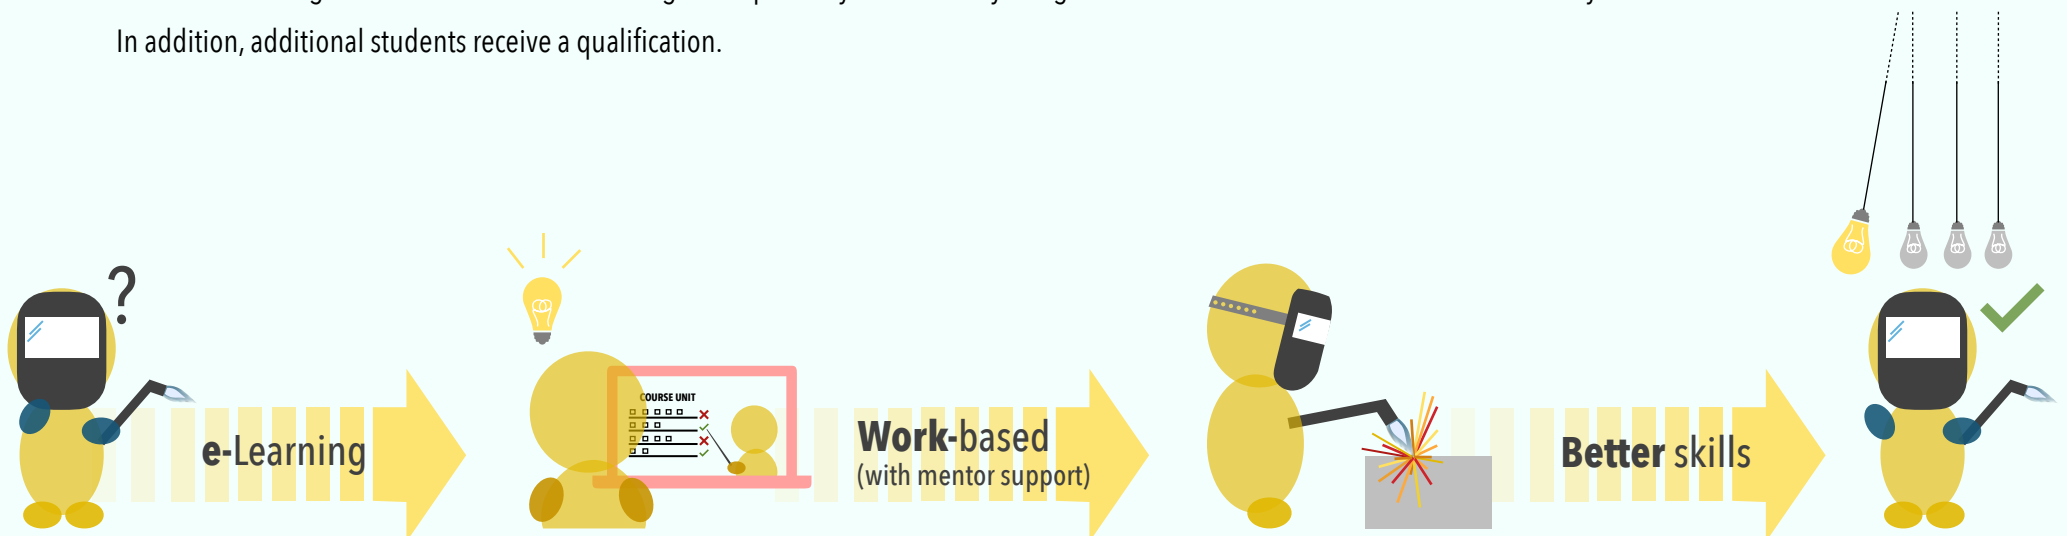 In addition, additional students receive a qualification.
?
e-Learning
COURSE UNIT
Work-based
(with mentor support)
Better skills